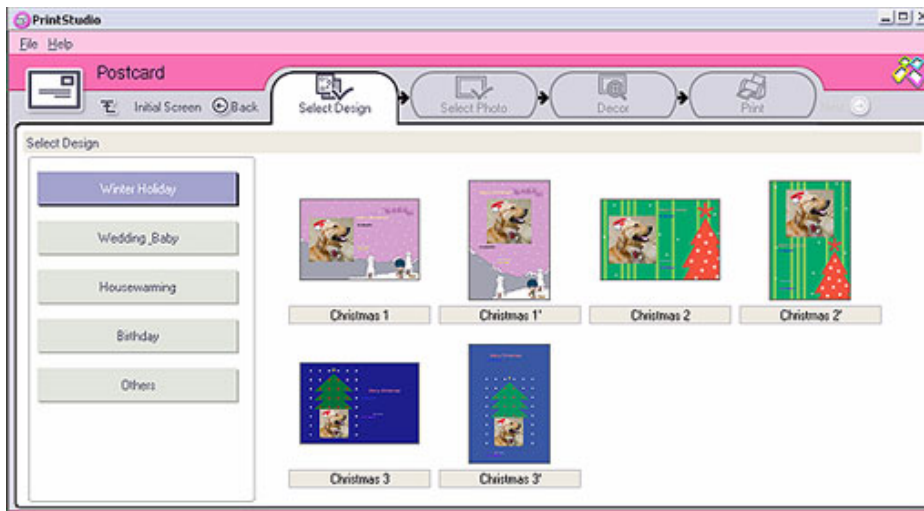 PrintStudio
File Help
Postcard
Initial Screen Back
Select Design
Select Photo
Decor
Print
Select Design
Winter Holiday
Wedding_Baby
Housewarming
Birthday
Others
Christmas 1
Christmas 1'
Christmas 2
Christmas 2'
Christmas 3
Christmas 3'